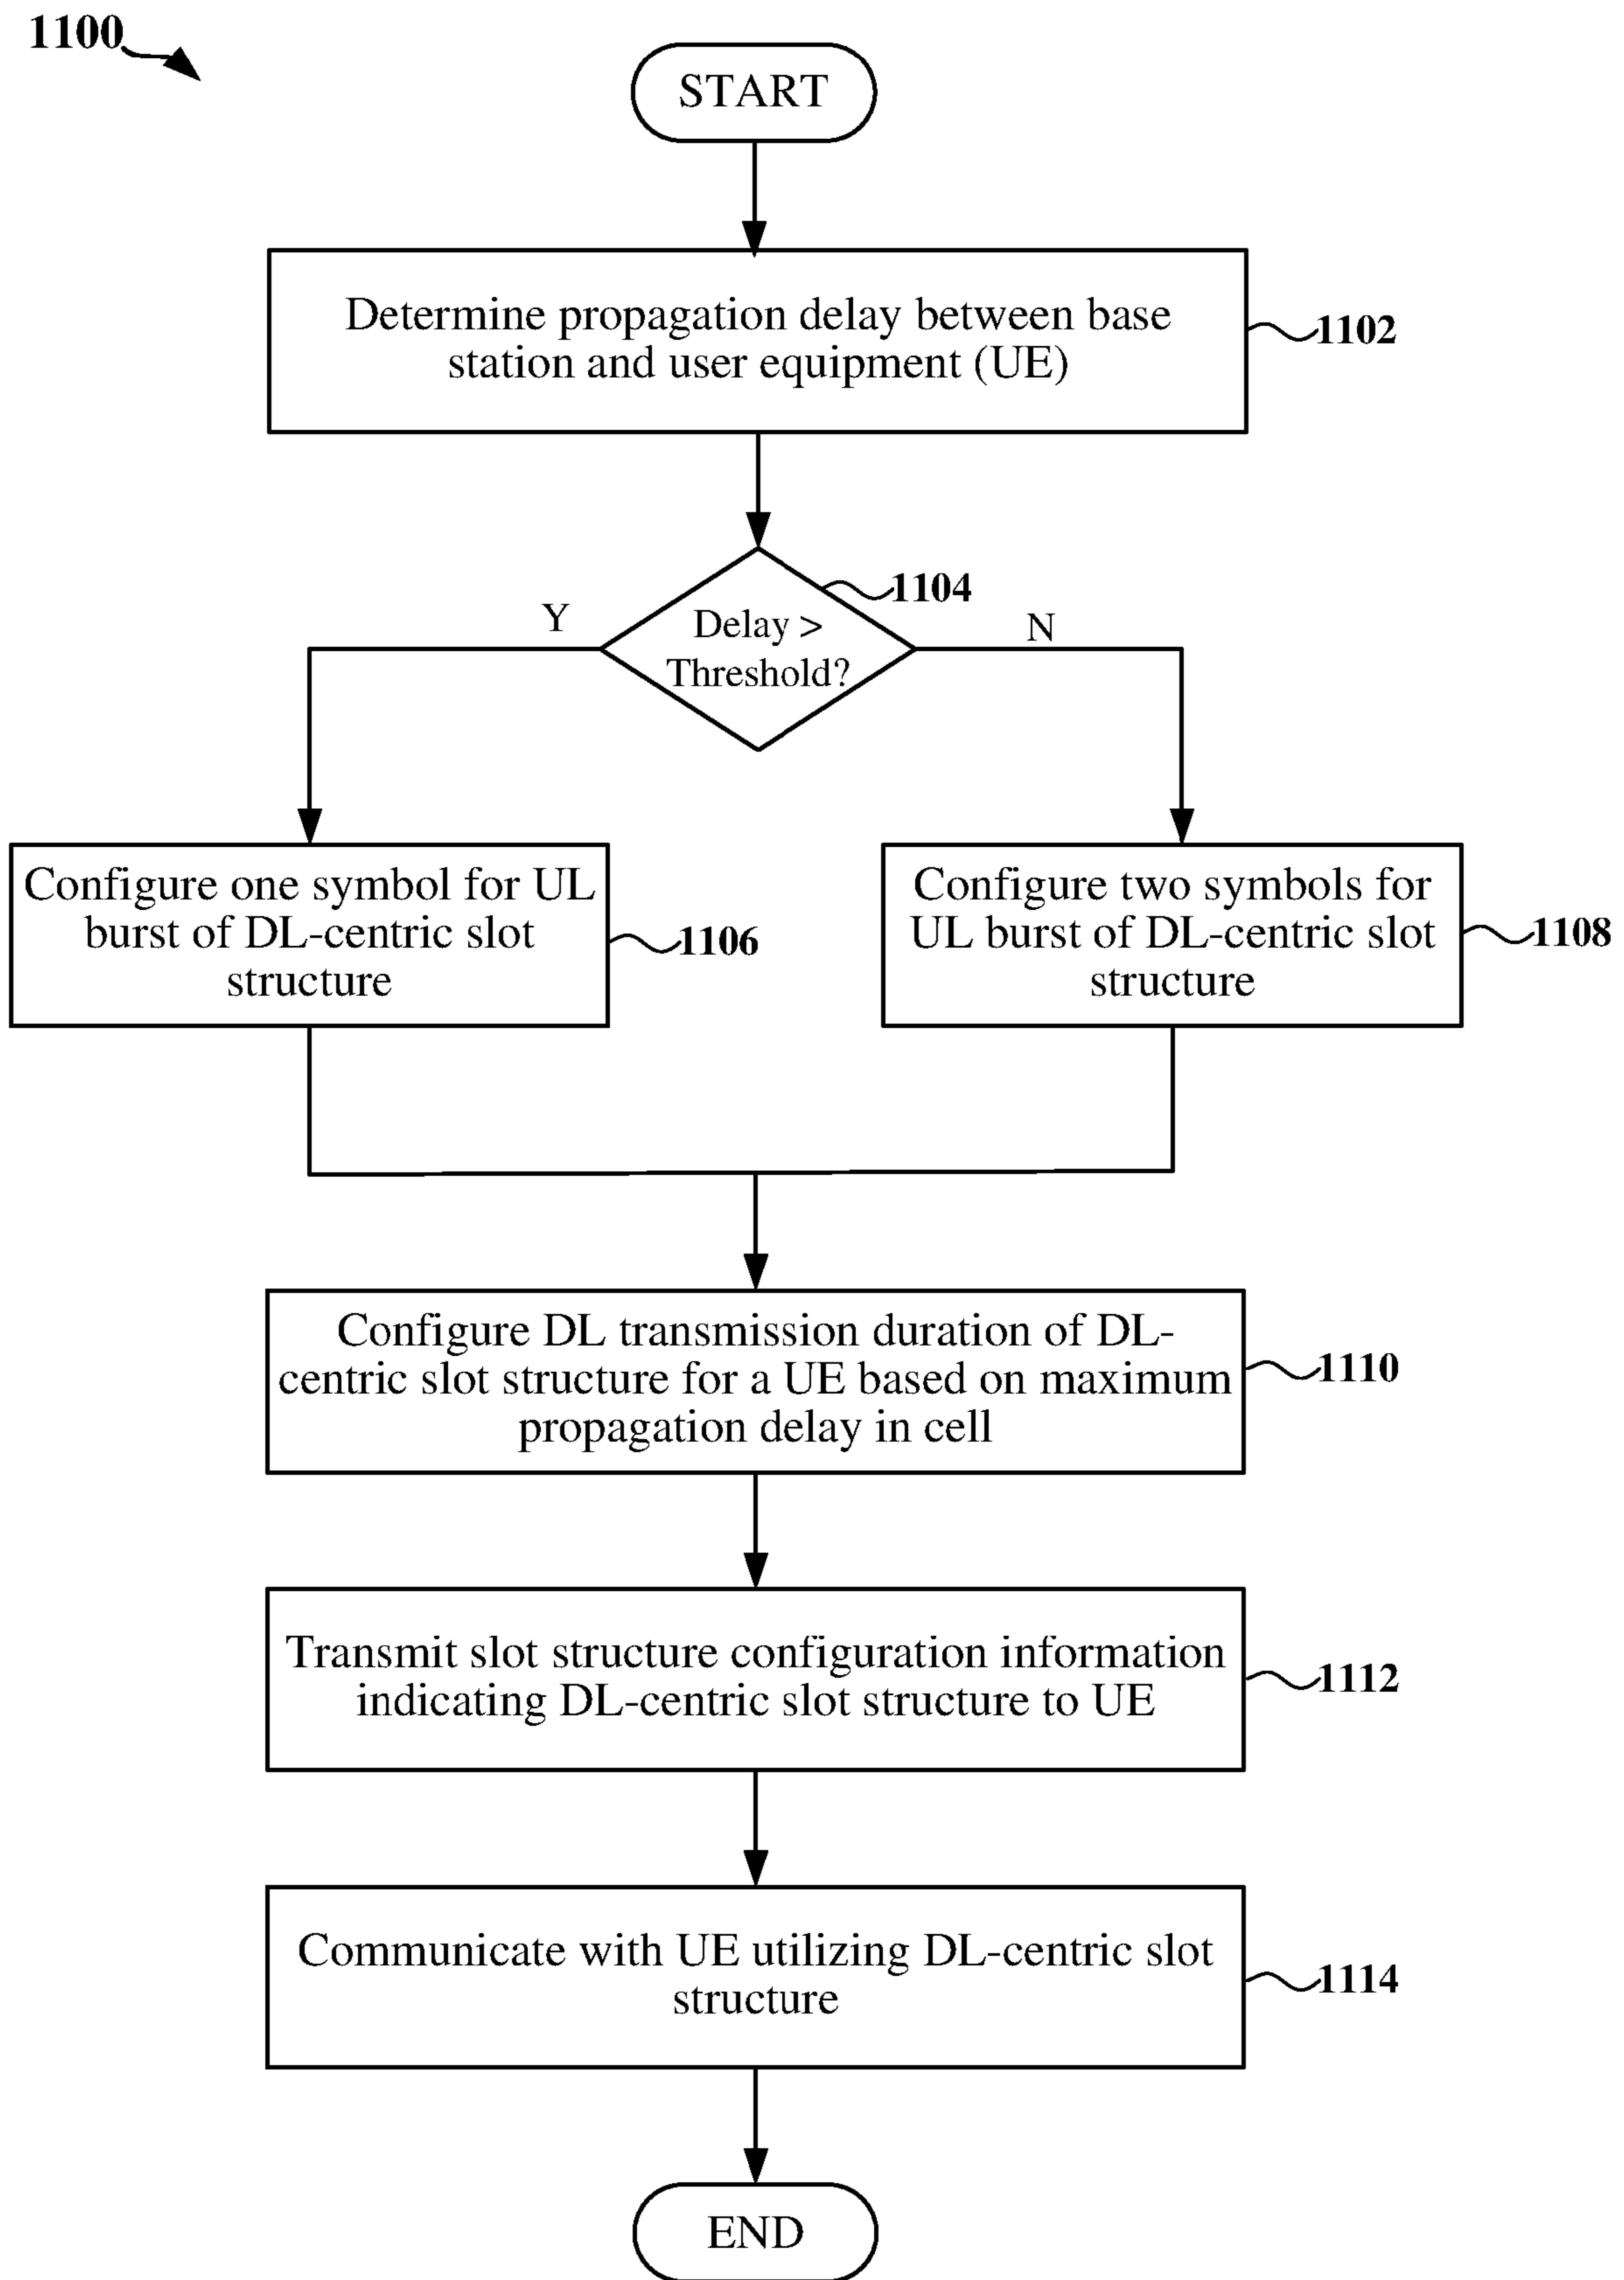 1100
START
Determine propagation delay between base
station and user equipment (UE)
1102
1104
Delay >
Threshold?
Y
N
Configure one symbol for UL
burst of DL-centric slot
structure
1106
Configure two symbols for
UL burst of DL-centric slot
structure
1108
Configure DL transmission duration of DL-
centric slot structure for a UE based on maximum
propagation delay in cell
1110
Transmit slot structure configuration information
indicating DL-centric slot structure to UE
1112
Communicate with UE utilizing DL-centric slot
structure
1114
END